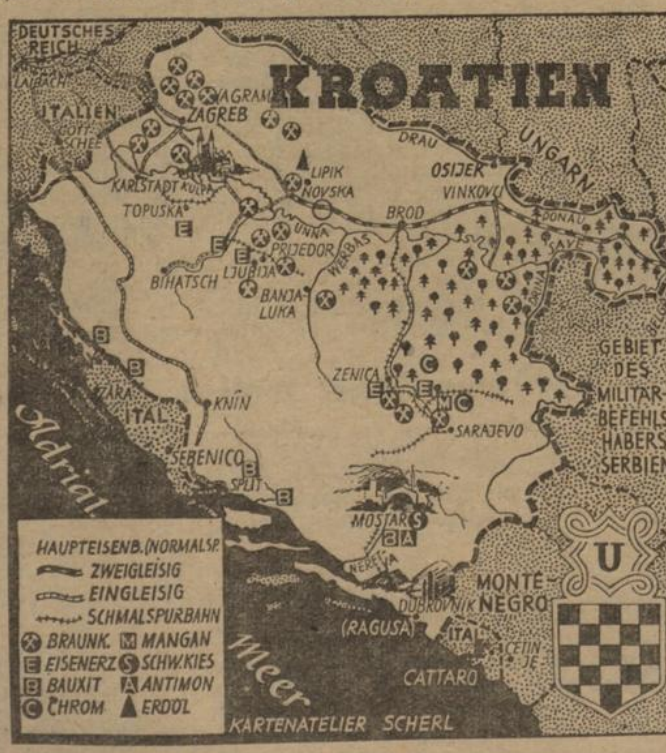 DEUTSCHES
REICH
LAIBACH
ITALIEN
GOTT-
SCHEE
KROATIEN
(AGRAM)
ZAGREB
DRAU
UNGARN
OSIJEK
VINKOVCI
LIPIK
NOVSKA
KARLSTADT
KULPA
TOPUSKA
BROD
DONAU
SAVE
UNNA
PRIJEDOR
LJUBIJA
WERBAS
BIHATSCH
BANJA-
LUKA
GEBIET
DES
MILITÄR-
BEFEHLS-
HABERS
SERBIEN
ZENICA
SARAJEVO
ZARA
ITAL.
KNÍN
SEBENICO
SPLIT
Adriat.
Meer
MOSTAR
NERETVA
DUBROVNIK
(RAGUSA)
MONTE-
NEGRO
ITAL.
CETIN-
JE
CATTARO
U
HAUPTEISENB.(NORMALSP.
ZWEIGLEISIG
EINGLEISIG
SCHMALSPURBAHN
BRAUNK. M MANGAN
E EISENERZ S SCHW.KIES
B BAUXIT A ANTIMON
C CHROM ERDÖL
KARTENATELIER SCHERL